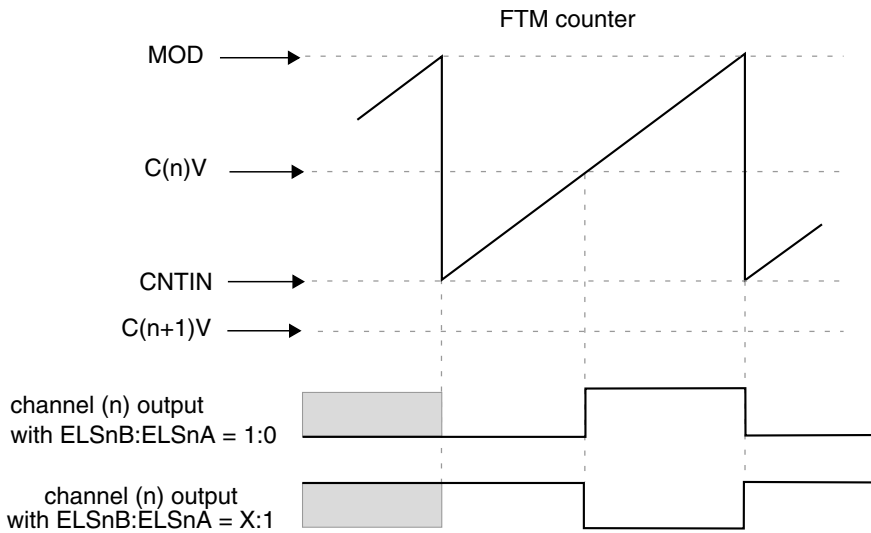 FTM counter
MOD
C(n)V
CNTIN
C(n+1)V
channel (n) output
with ELSnB:ELSnA = 1:0
channel (n) output
with ELSnB:ELSnA = X:1